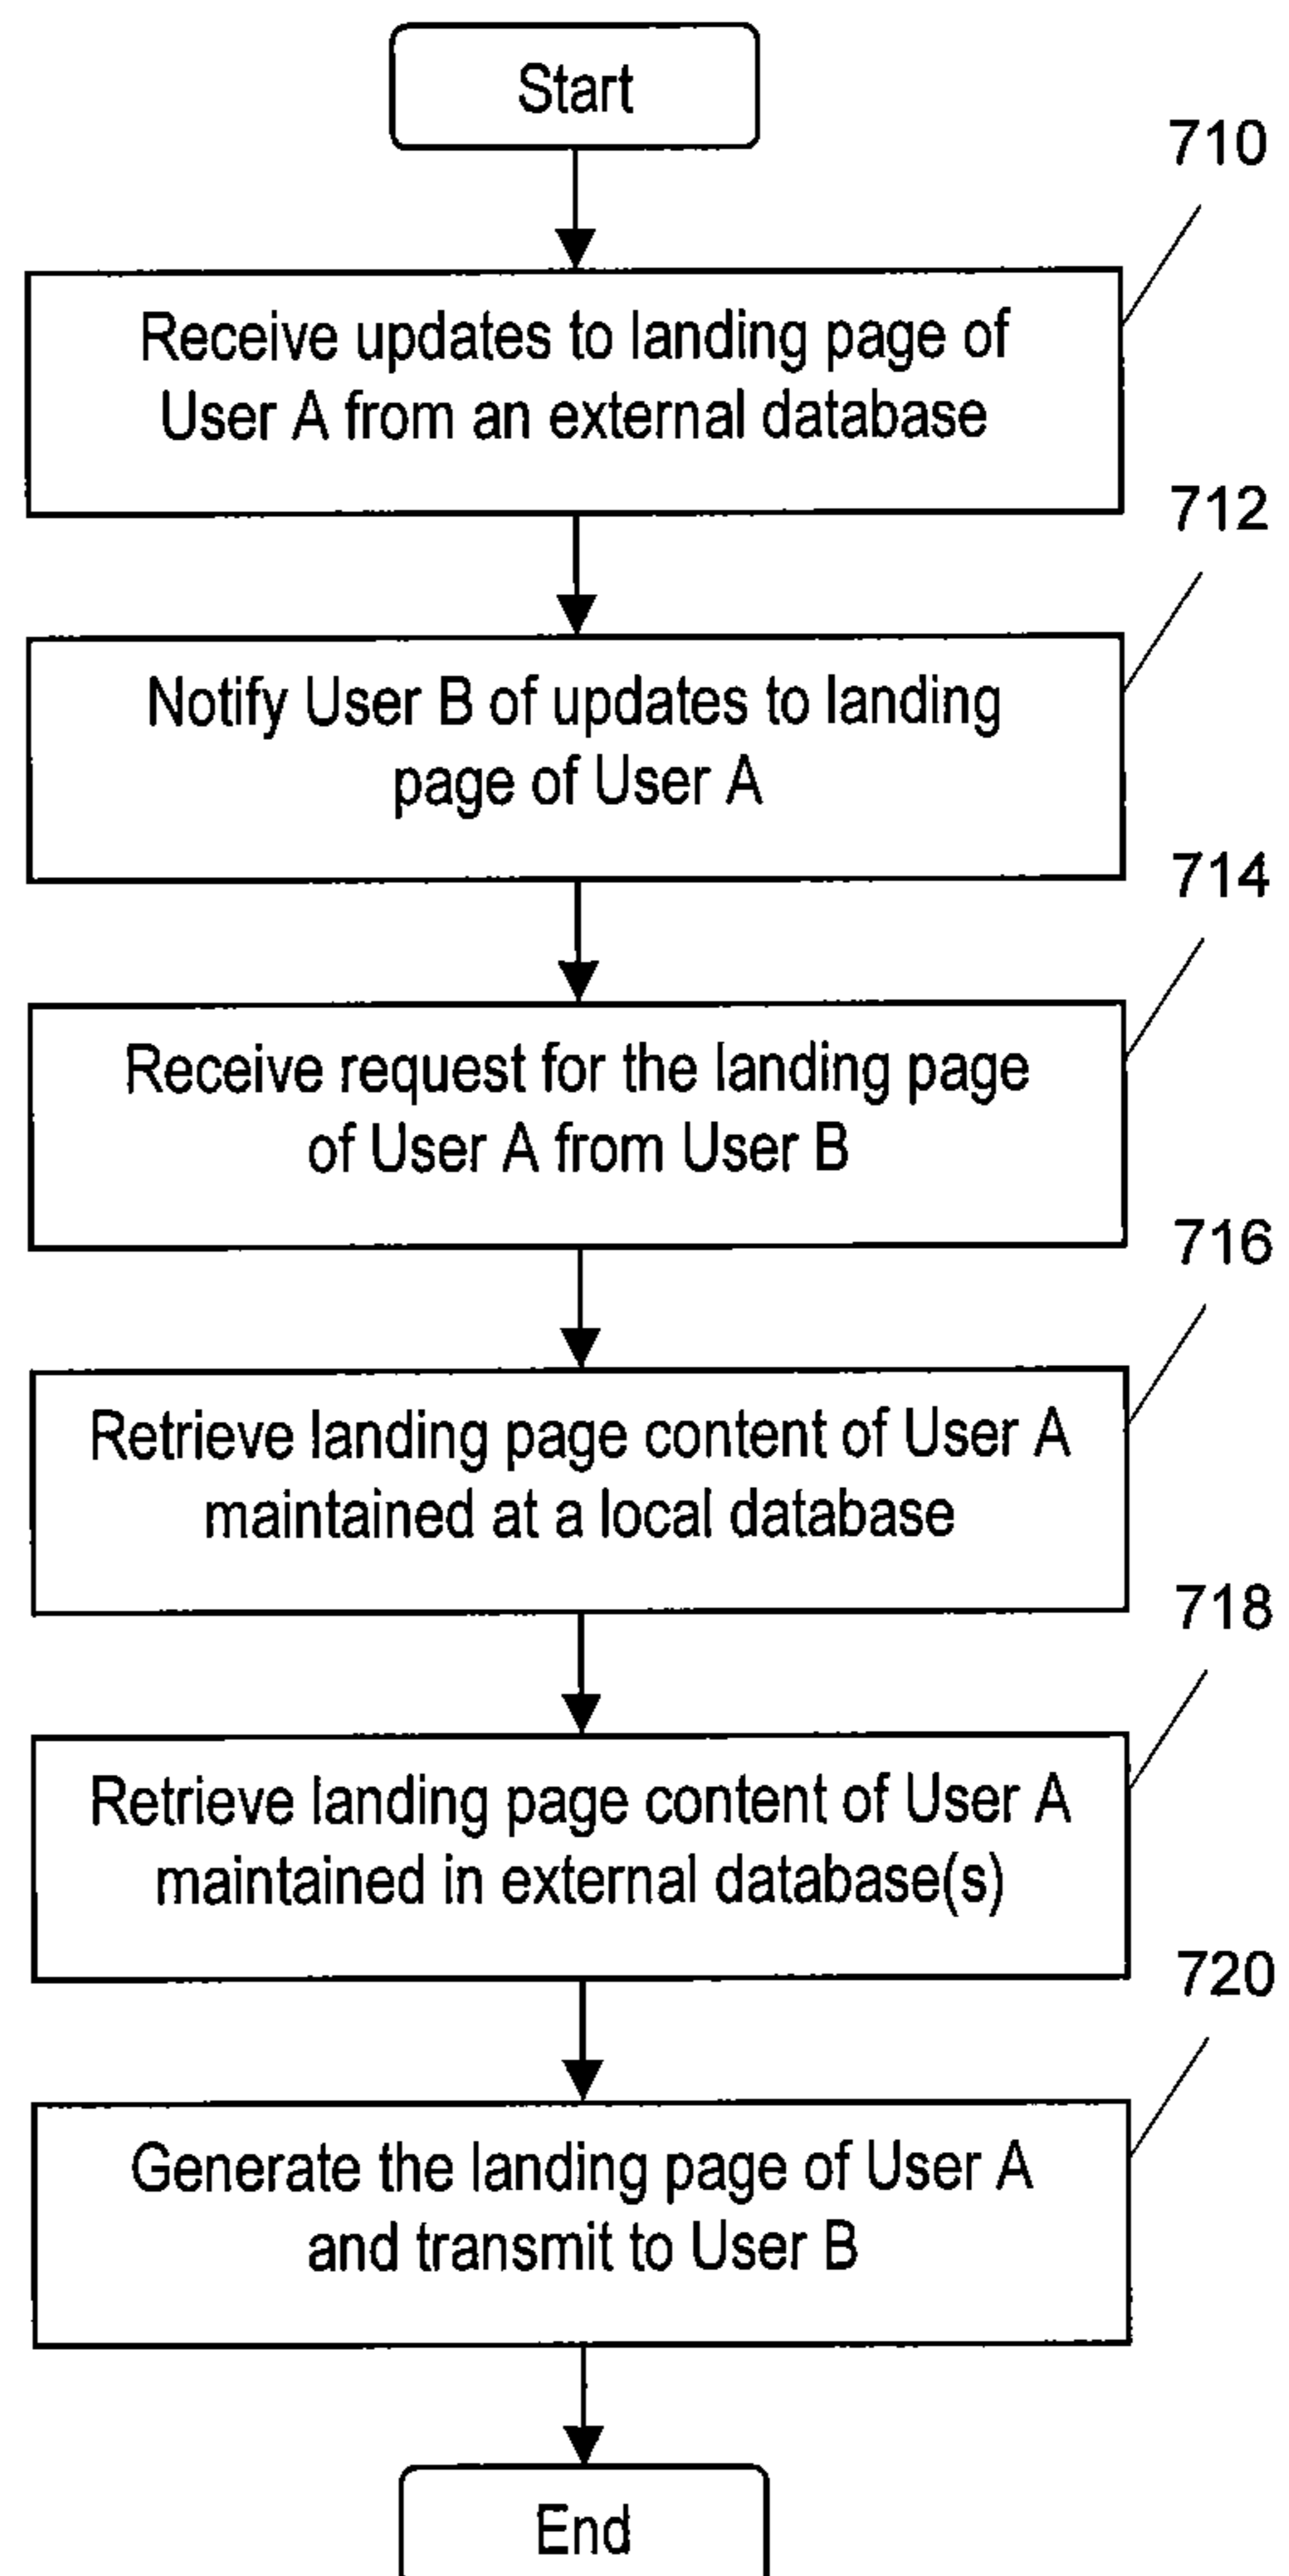 Start
710
Receive updates to landing page of
User A from an external database
712
Notify User B of updates to landing
page of User A
714
Receive request for the landing page
of User A from User B
716
Retrieve landing page content of User A
maintained at a local database
718
Retrieve landing page content of User A
maintained in external database(s)
720
Generate the landing page of User A
and transmit to User B
End